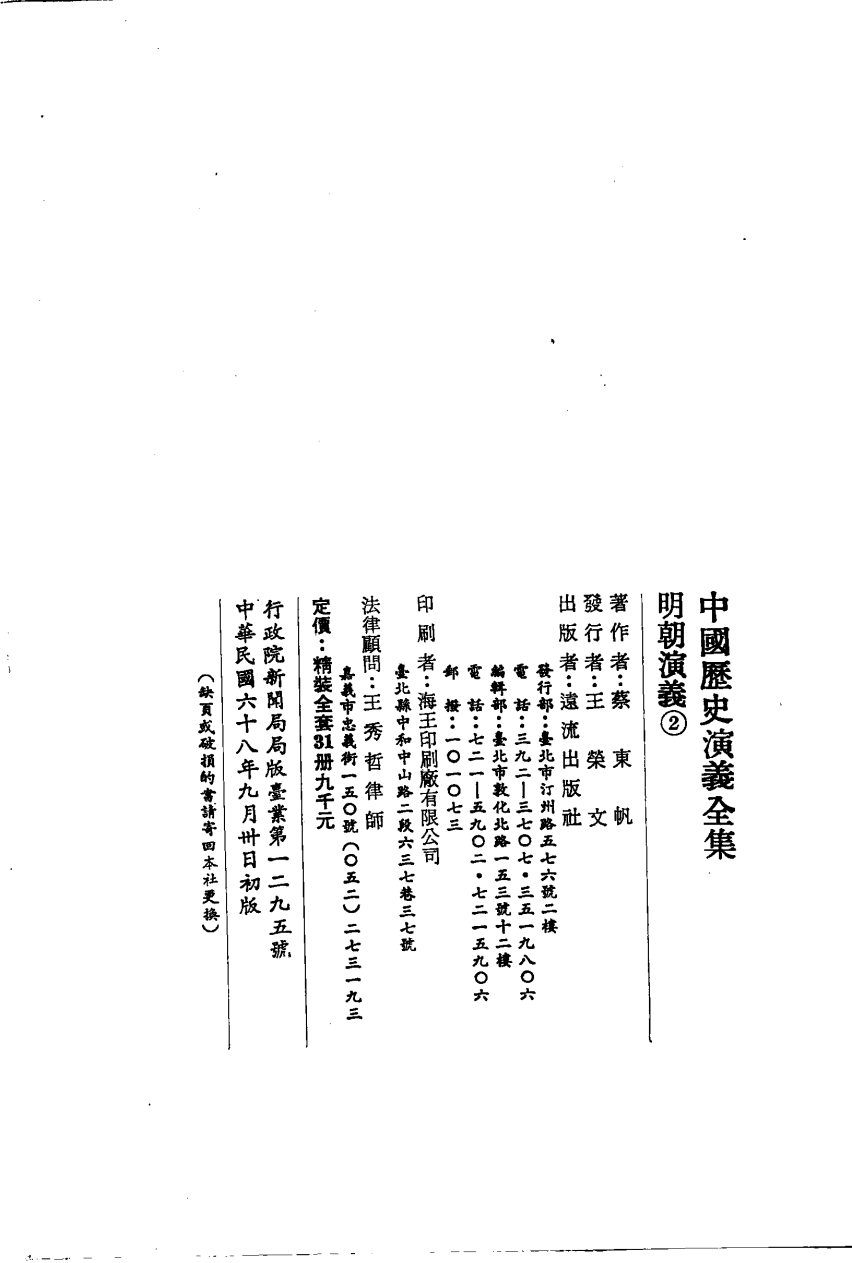 中國歷史演義全集
明朝演義②
著作者：蔡東帆
發行者：王榮文
出版者：遠流出版社
發行部：臺北市汀州路五七六號二樓
電話：三九二—三七〇七・三五一九八〇六
編輯部：臺北市敦化北路一五三號十二樓
電話：七二一—五九〇二・七二一五九〇六
郵撥：一〇一〇七三
印刷者：海王印刷廠有限公司
臺北縣中和中山路二段六三七巷三七號
法律顧問：王秀哲律師
嘉義市忠義街一五〇號（〇五二）二七三一九三
定價：精裝全套31册九千元
行政院新聞局局版臺業第一二九五號
中華民國六十八年九月卅日初版
（缺頁或破損的書請寄回本社更換）